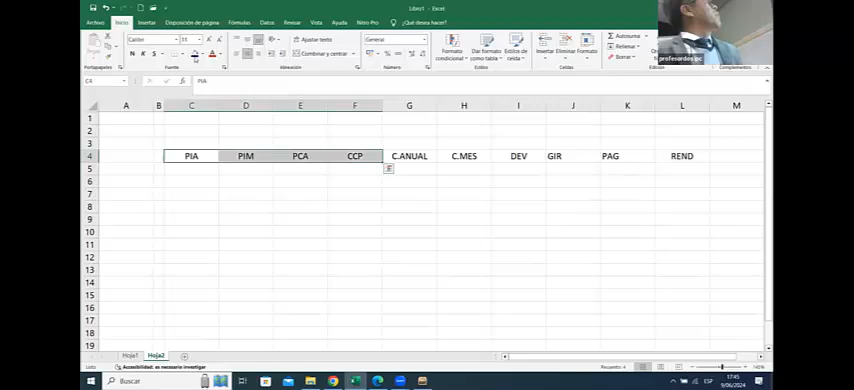 Libro1 - Excel
Archivo Inicio Insertar Disposición de página Fórmulas Datos Revisar Vista Ayuda Nitro Pro ¿Qué desea hacer?
Calibri 11 Ajustar texto General Formato Dar formato Estilos de Insertar Eliminar Formato Autosuma
Pegar N K S Combinar y centrar condicional como tabla celda Rellenar
Borrar
Portapapeles Fuente Alineación Número Estilos Celdas Complementos
profesordos pc
C4 PIA
A B C D E F G H I J K L M
1
2
3
4 PIA PIM PCA CCP C.ANUAL C.MES DEV GIR PAG REND
5
6
7
8
9
10
11
12
13
14
15
16
17
18
19
Hoja1 Hoja2
Listo Accesibilidad: es necesario investigar Recuento: 4 140%
Buscar ESP 17:45
9/06/2024